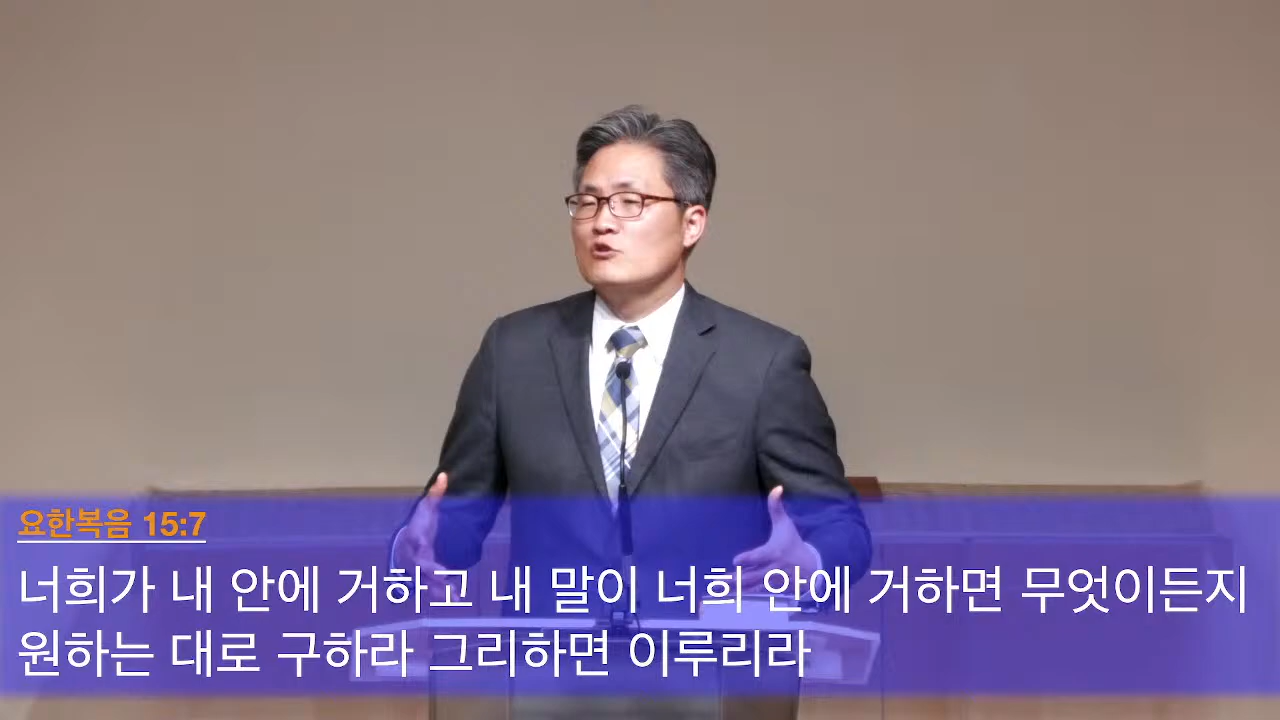 요한복음 15:7
너희가 내 안에 거하고 내 말이 너희 안에 거하면 무엇이든지
원하는 대로 구하라 그리하면 이루리라